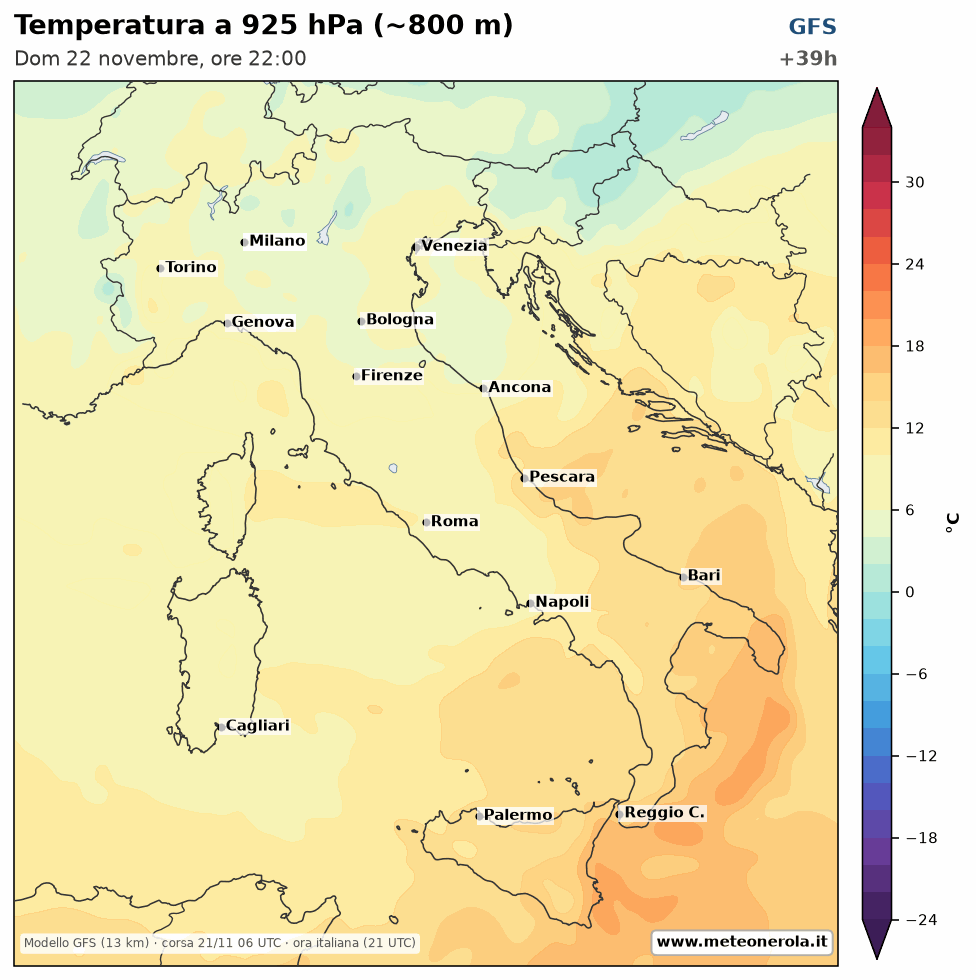 Temperatura a 925 hPa (~800 m)
GFS
Dom 22 novembre, ore 22:00
+39h
Milano
Venezia
Torino
Genova
Bologna
Firenze
Ancona
Pescara
Roma
Bari
Napoli
Cagliari
Palermo
Reggio C.
30
24
18
12
6
0
−6
−12
−18
−24
°C
Modello GFS (13 km) · corsa 21/11 06 UTC · ora italiana (21 UTC)
www.meteonerola.it